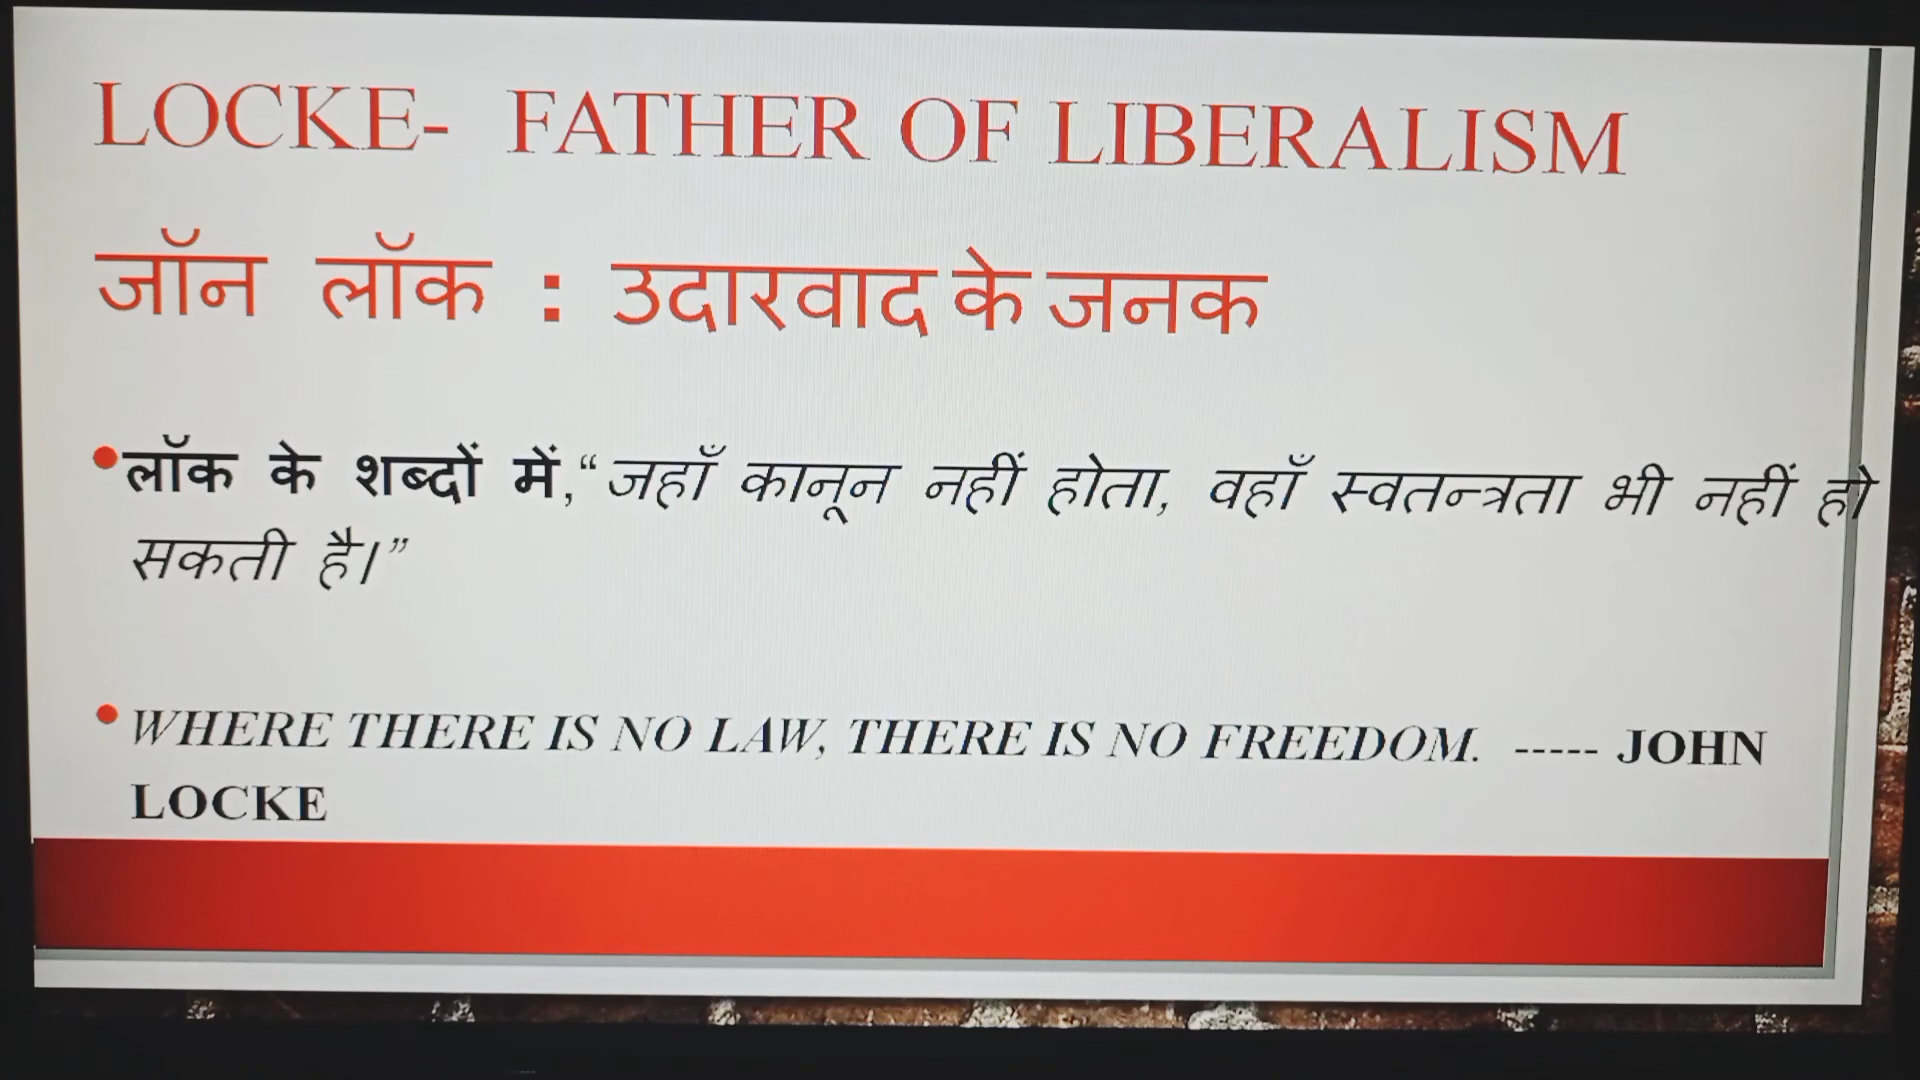 LOCKE- FATHER OF LIBERALISM
जॉन लॉक : उदारवाद के जनक
•लॉक के शब्दों में,“जहाँ कानून नहीं होता, वहाँ स्वतन्त्रता भी नहीं हो
सकती है।”
•WHERE THERE IS NO LAW, THERE IS NO FREEDOM. ----- JOHN
LOCKE